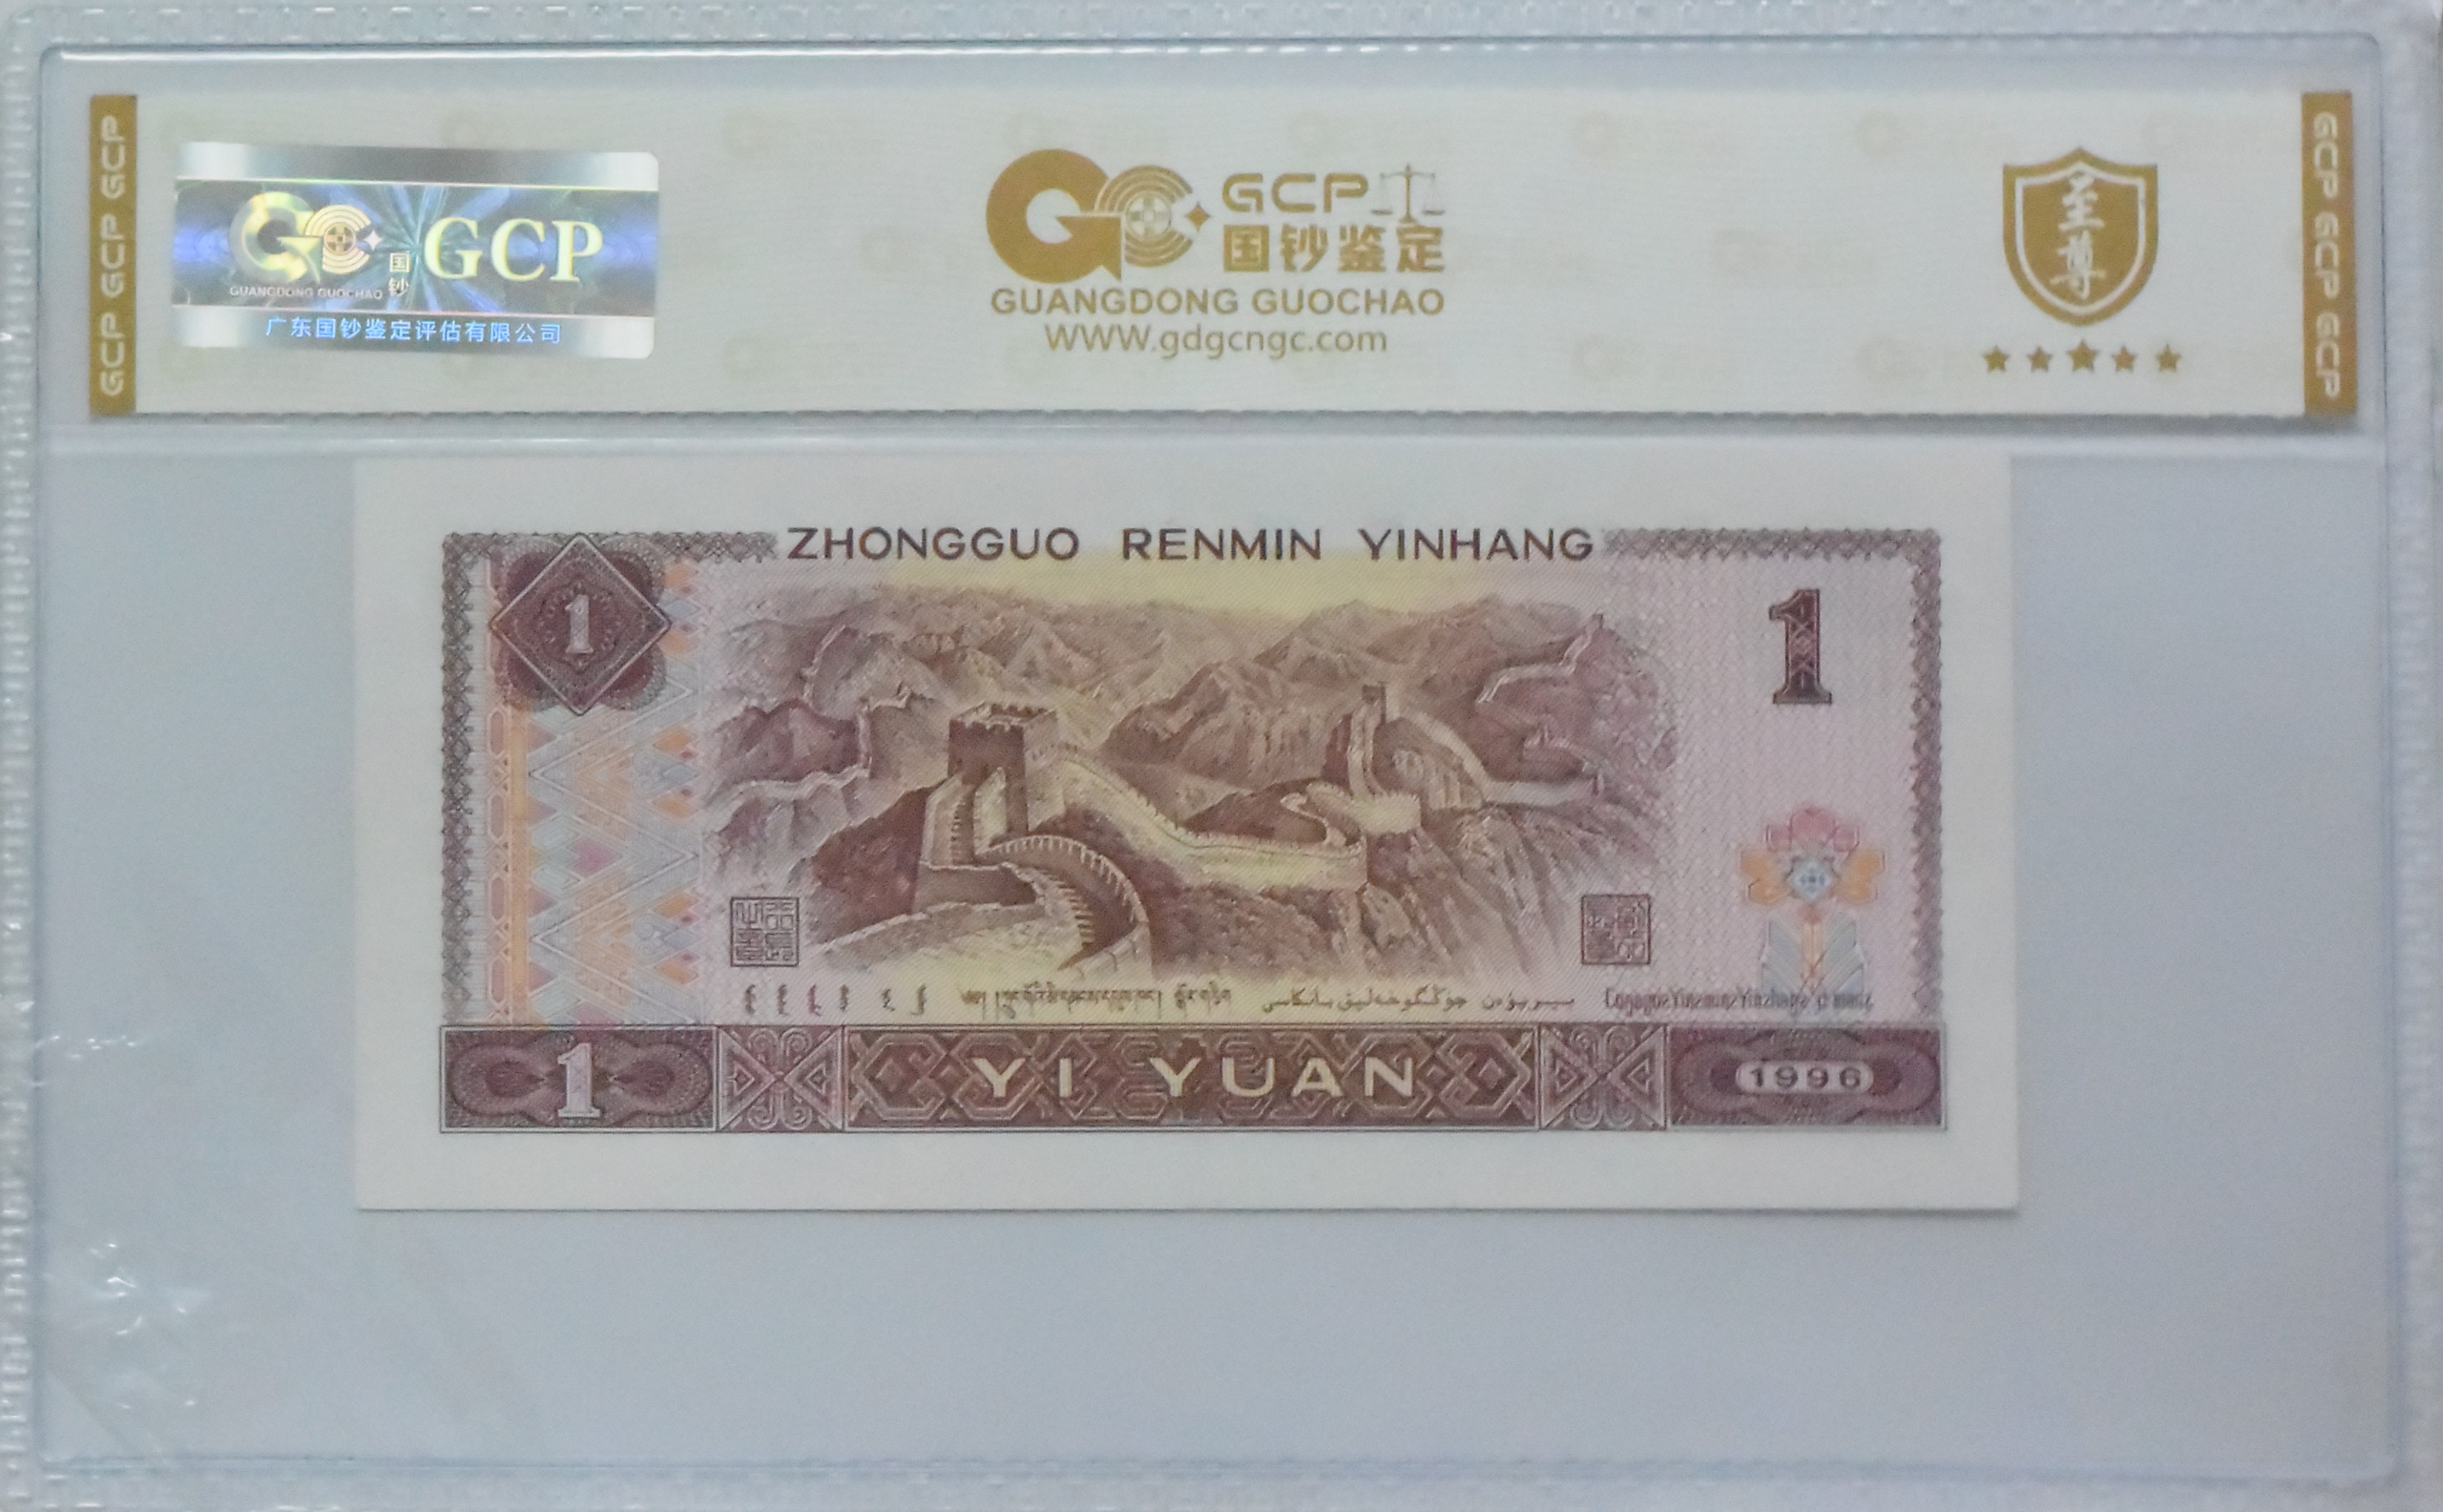 GCP GCP GCP
国钞
GCP
GUANGDONG GUOCHAO
广东国钞鉴定评估有限公司
GCP
国钞鉴定
GUANGDONG GUOCHAO
WWW.gdgcngc.com
至尊
GCP GCP GCP
ZHONGGUO RENMIN YINHANG
1
1
1
YI YUAN
1996